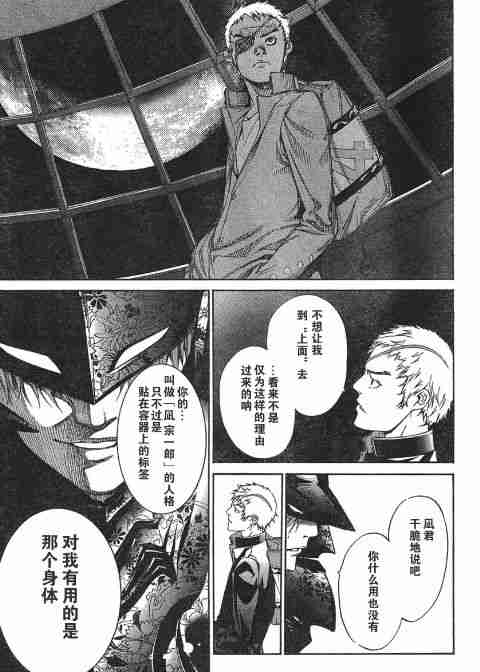 不想让我
到“上面”去
…看来不是
仅为这样的理由
过来的呐
凪君
干脆地说吧
你什么用也没有
你的…
叫做「凪 宗一郎」的人格
只不过是
贴在容器上的标签
对我有用的是
那个身体